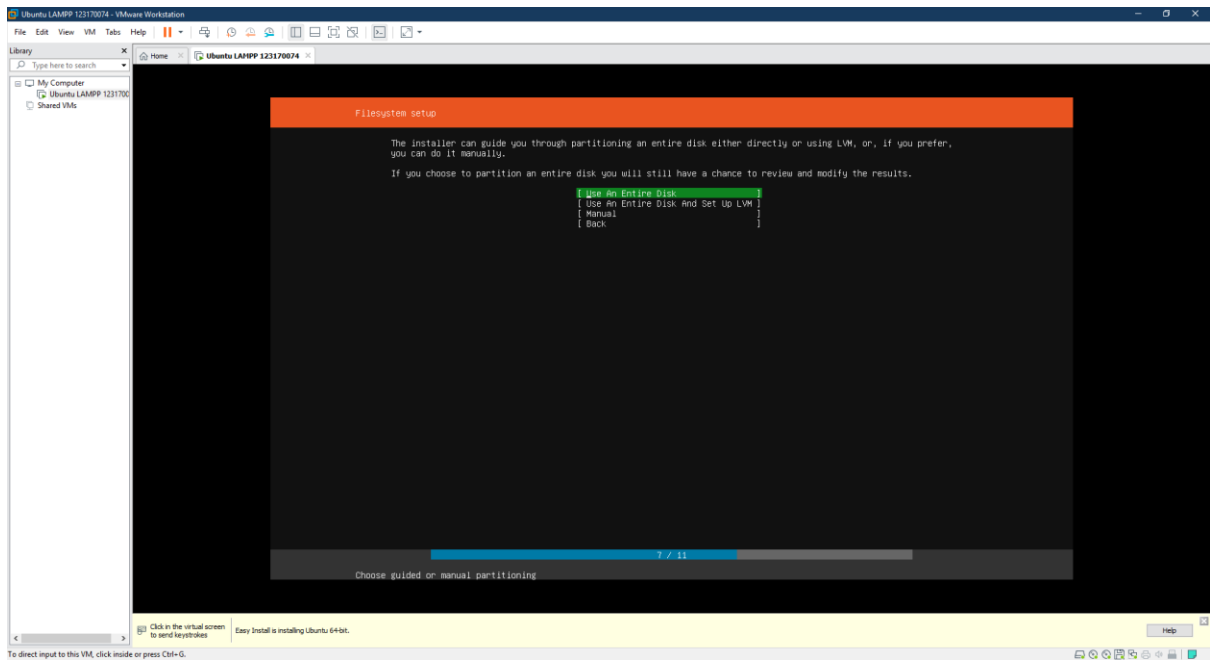 Ubuntu LAMPP 123170074 - VMware Workstation
File Edit View VM Tabs Help
Library
Type here to search
My Computer
Ubuntu LAMPP 1231700
Shared VMs
Home
Ubuntu LAMPP 123170074
Filesystem setup
The installer can guide you through partitioning an entire disk either directly or using LVM, or, if you prefer,
you can do it manually.
If you choose to partition an entire disk you will still have a chance to review and modify the results.
[ Use An Entire Disk ]
[ Use An Entire Disk And Set Up LVM ]
[ Manual ]
[ Back ]
7 / 11
Choose guided or manual partitioning
Click in the virtual screen
to send keystrokes
Easy Install is installing Ubuntu 64-bit.
Help
To direct input to this VM, click inside or press Ctrl+G.